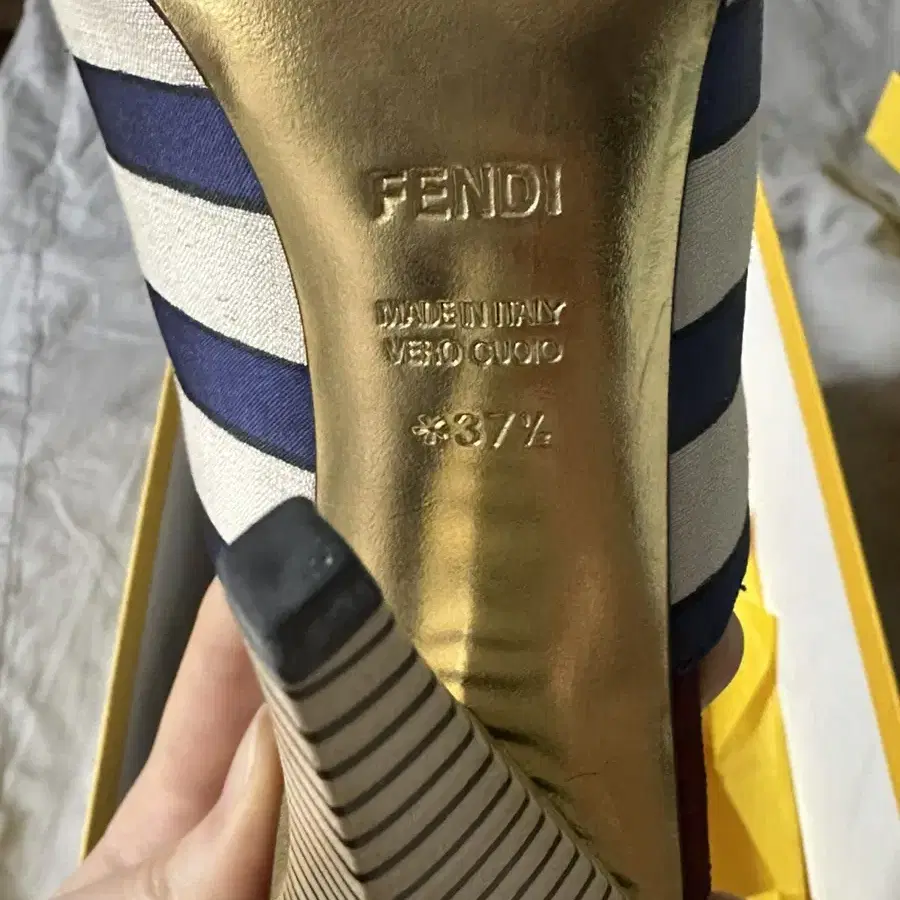 FENDI
MADE IN ITALY
VERO CUOIO
*37½